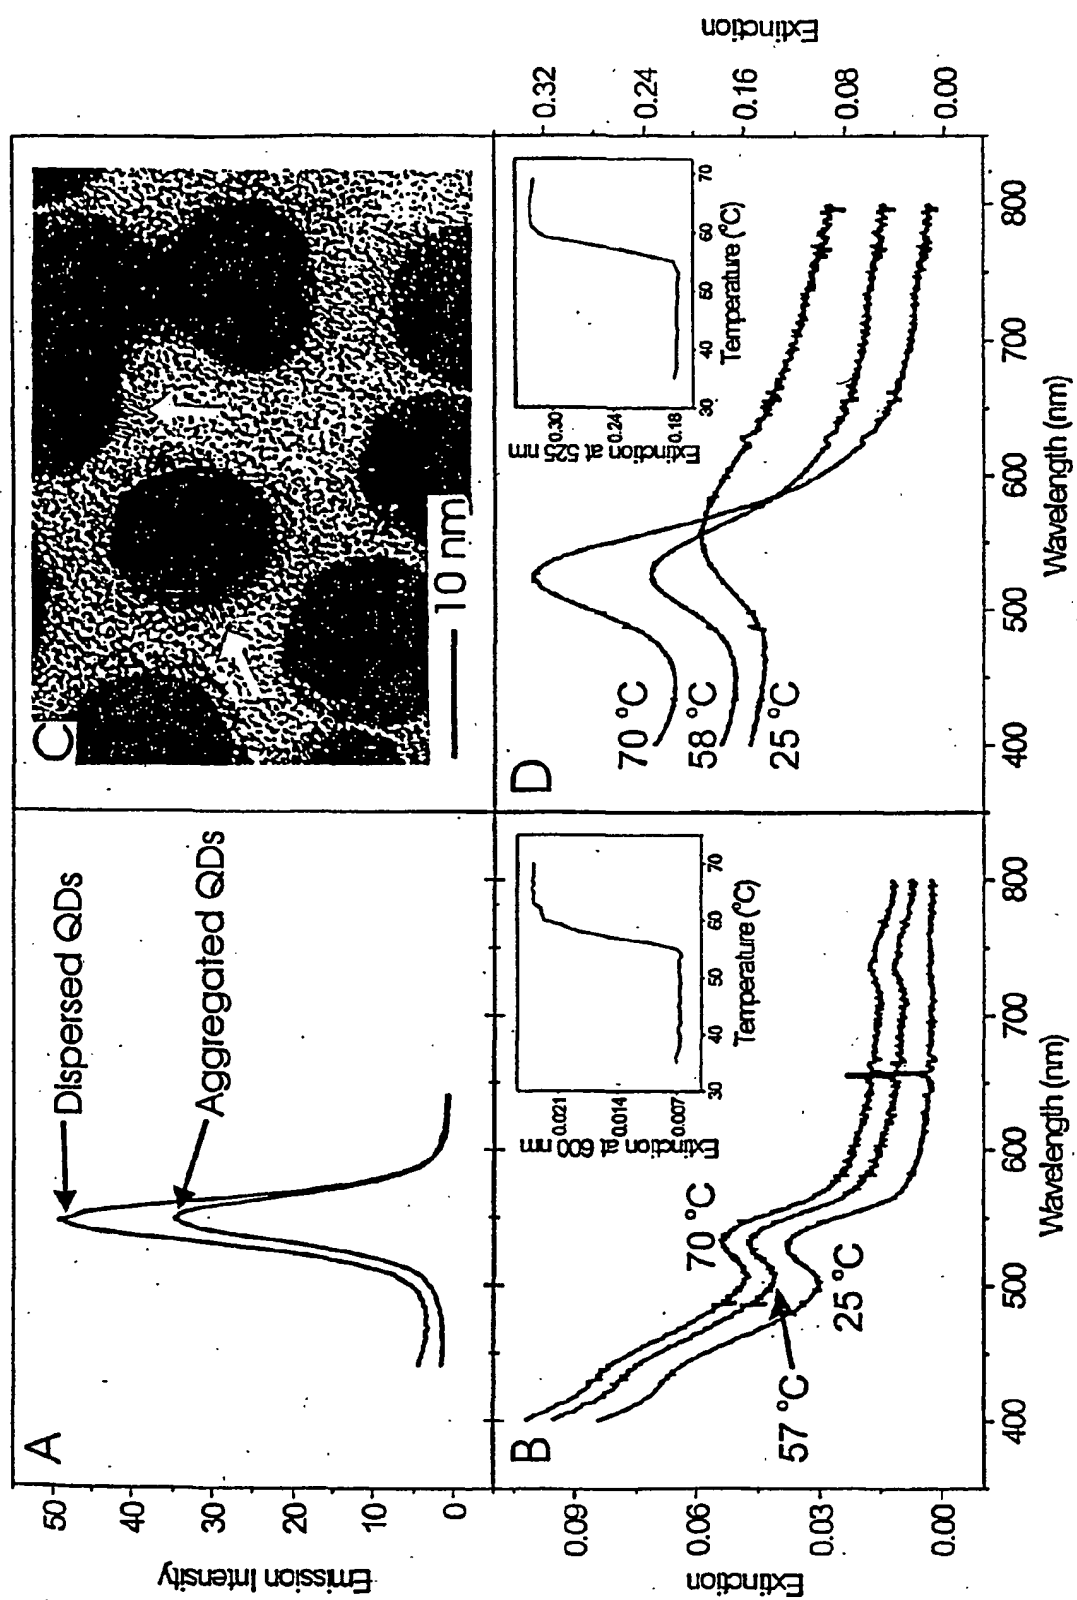 A
Dispersed QDs
Aggregated QDs
50
40
30
20
10
0
Emission Intensity
C
10 nm
B
70 °C
57 °C
25 °C
0.09
0.06
0.03
0.00
Extinction
400
500
600
700
800
Wavelength (nm)
Extinction at 600 nm
0.021
0.014
0.007
30
40
50
60
70
Temperature (°C)
D
70 °C
58 °C
25 °C
0.32
0.24
0.16
0.08
0.00
Extinction
400
500
600
700
800
Wavelength (nm)
Extinction at 525 nm
0.30
0.24
0.18
30
40
50
60
70
Temperature (°C)